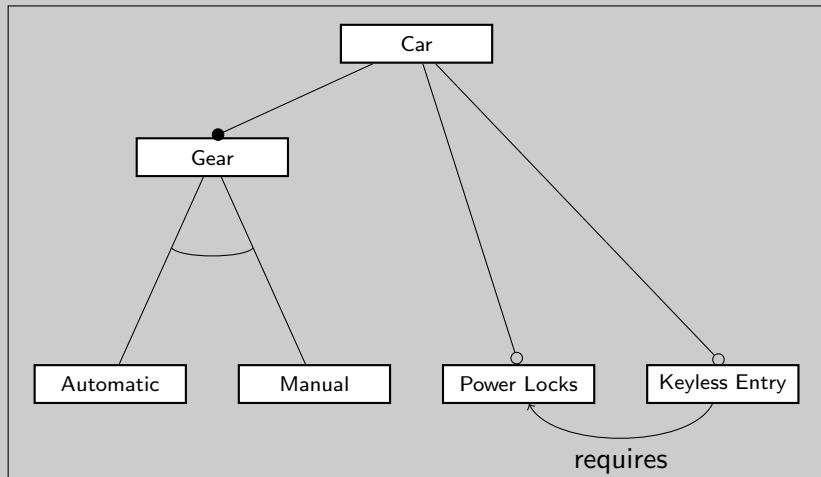 Car
Gear
Automatic
Manual
Power Locks
Keyless Entry
requires